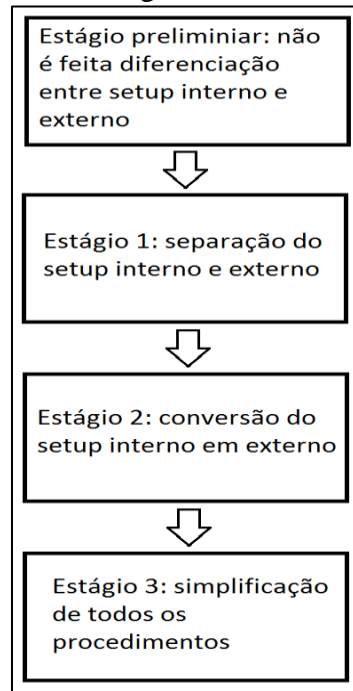 Estágio preliminiar: não
é feita diferenciação
entre setup interno e
externo
Estágio 1: separação do
setup interno e externo
Estágio 2: conversão do
setup interno em externo
Estágio 3: simplificação
de todos os
procedimentos